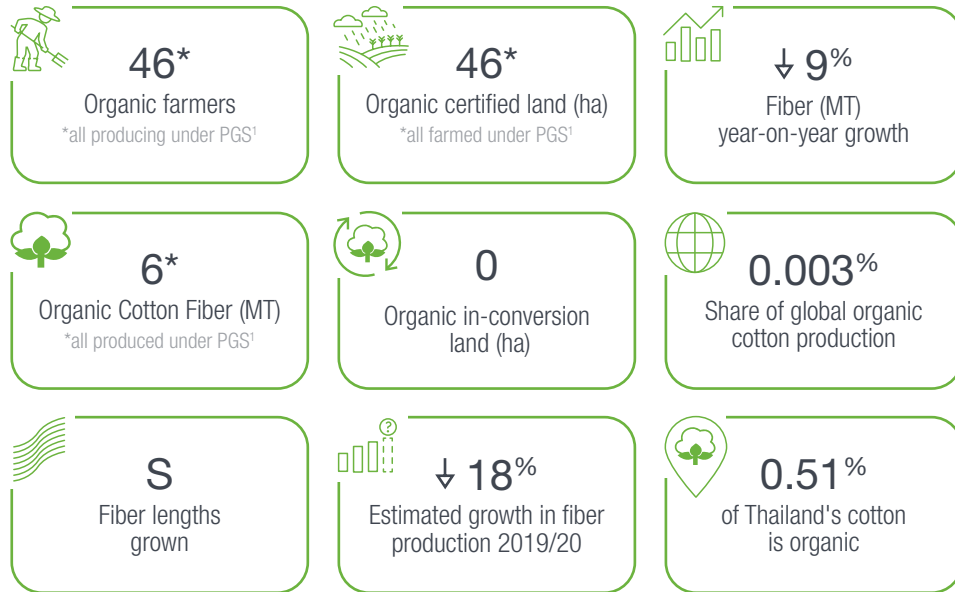 46*
Organic farmers
*all producing under PGS¹
46*
Organic certified land (ha)
*all farmed under PGS¹
↓ 9%
Fiber (MT)
year-on-year growth
6*
Organic Cotton Fiber (MT)
*all produced under PGS¹
0
Organic in-conversion
land (ha)
0.003%
Share of global organic
cotton production
S
Fiber lengths
grown
?
↓ 18%
Estimated growth in fiber
production 2019/20
0.51%
of Thailand's cotton
is organic